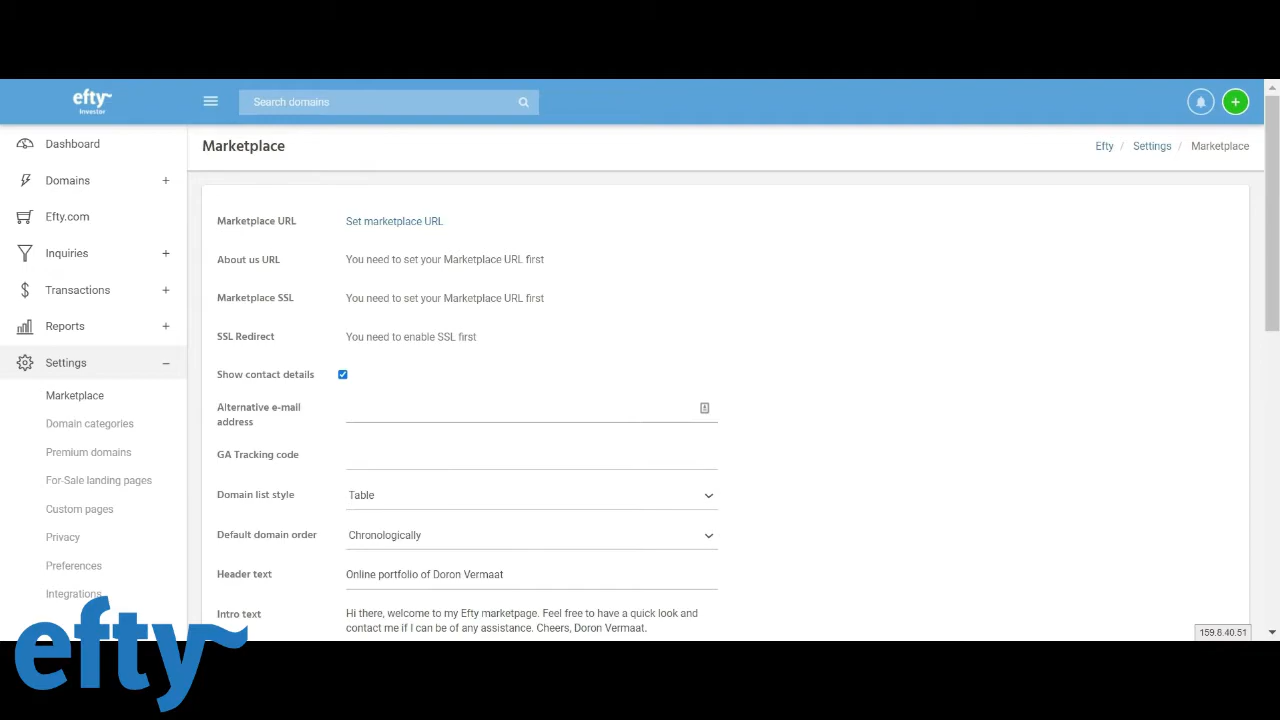 efty~
investor
Search domains
Dashboard
Marketplace
Efty / Settings / Marketplace
Domains +
Efty.com
Inquiries +
Transactions +
Reports +
Settings –
Marketplace
Domain categories
Premium domains
For-Sale landing pages
Custom pages
Privacy
Preferences
Integrations
Marketplace URL Set marketplace URL
About us URL You need to set your Marketplace URL first
Marketplace SSL You need to set your Marketplace URL first
SSL Redirect You need to enable SSL first
Show contact details
Alternative e-mail
address
GA Tracking code
Domain list style Table
Default domain order Chronologically
Header text Online portfolio of Doron Vermaat
Intro text Hi there, welcome to my Efty marketpage. Feel free to have a quick look and
contact me if I can be of any assistance. Cheers, Doron Vermaat.
159.8.40.51
efty~